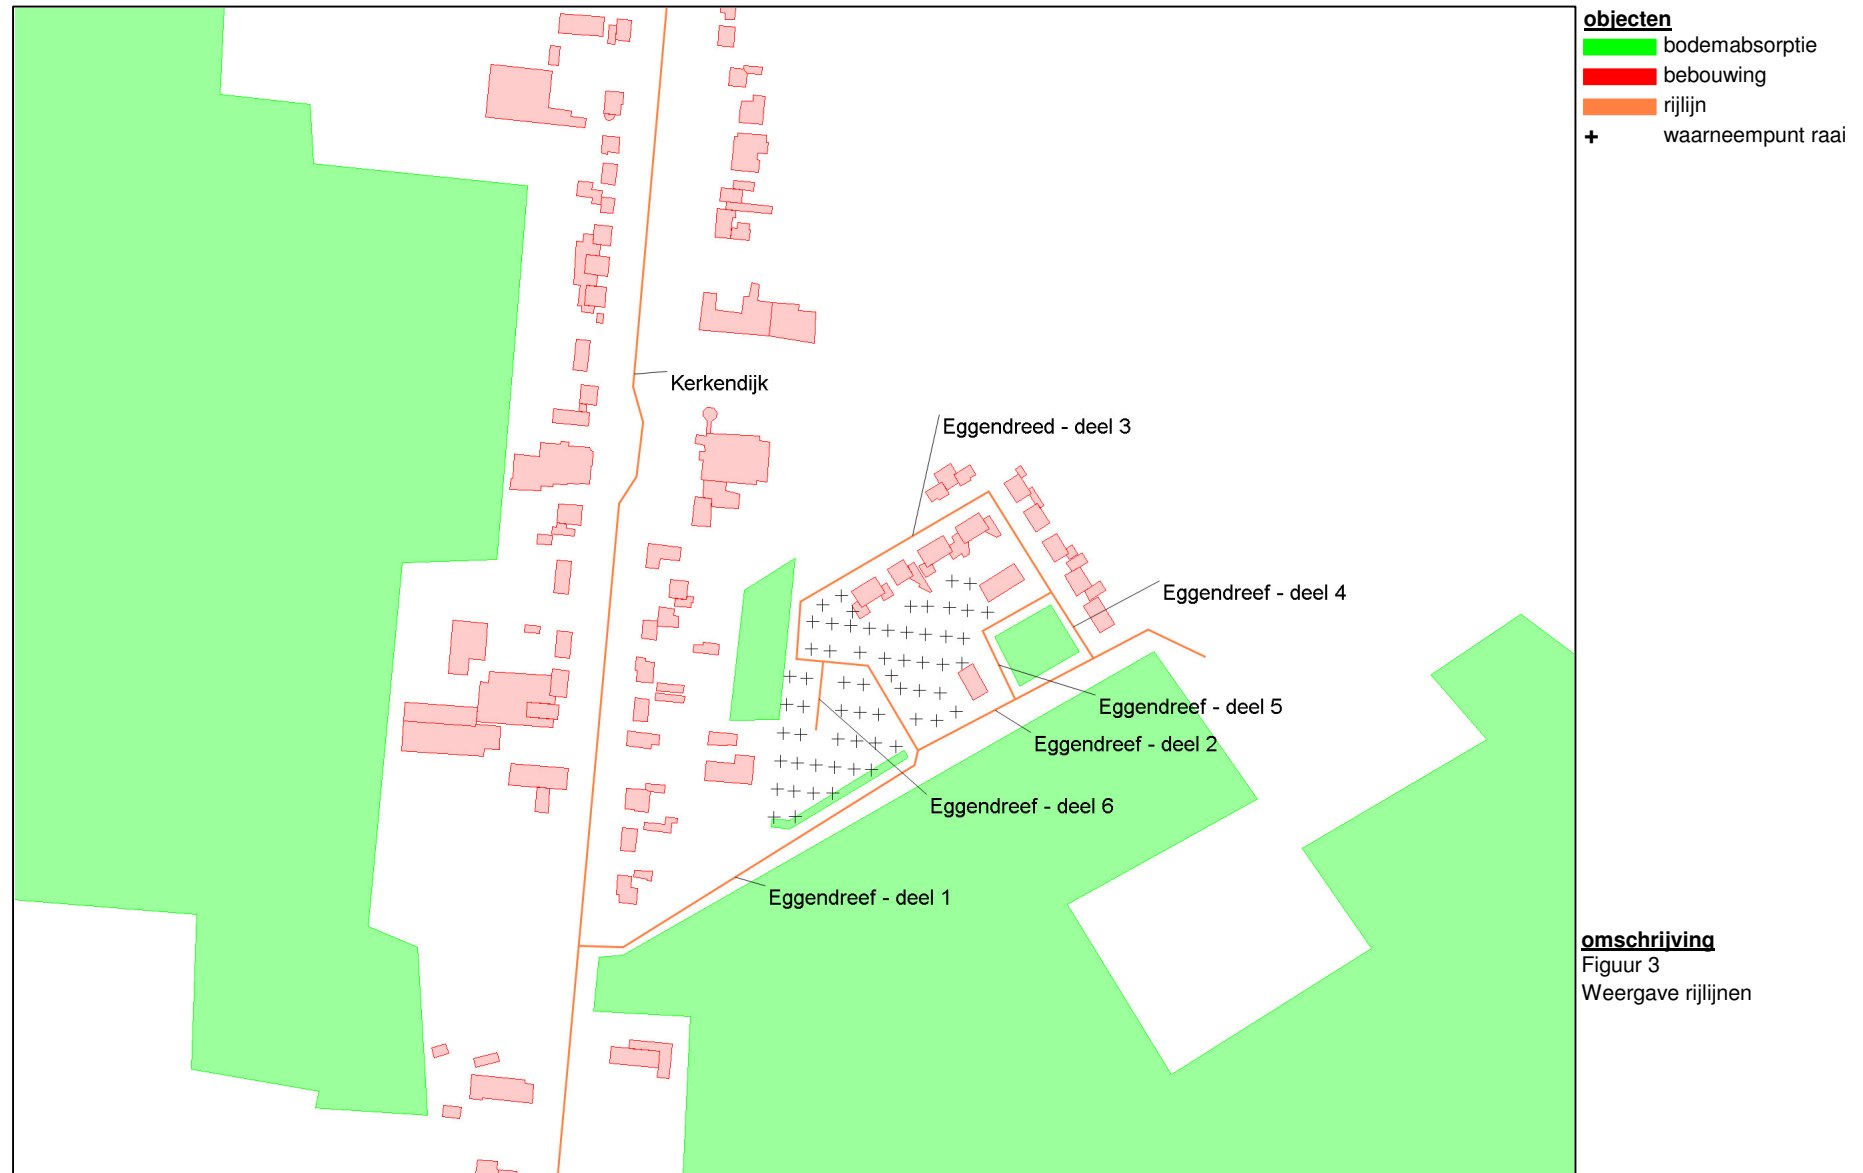 objecten
bodemabsorptie
bebouwing
rijlijn
+ waarneempunt raai
Kerkendijk
Eggendreed - deel 3
Eggendreef - deel 4
Eggendreef - deel 5
Eggendreef - deel 2
Eggendreef - deel 6
Eggendreef - deel 1
omschrijving
Figuur 3
Weergave rijlijnen